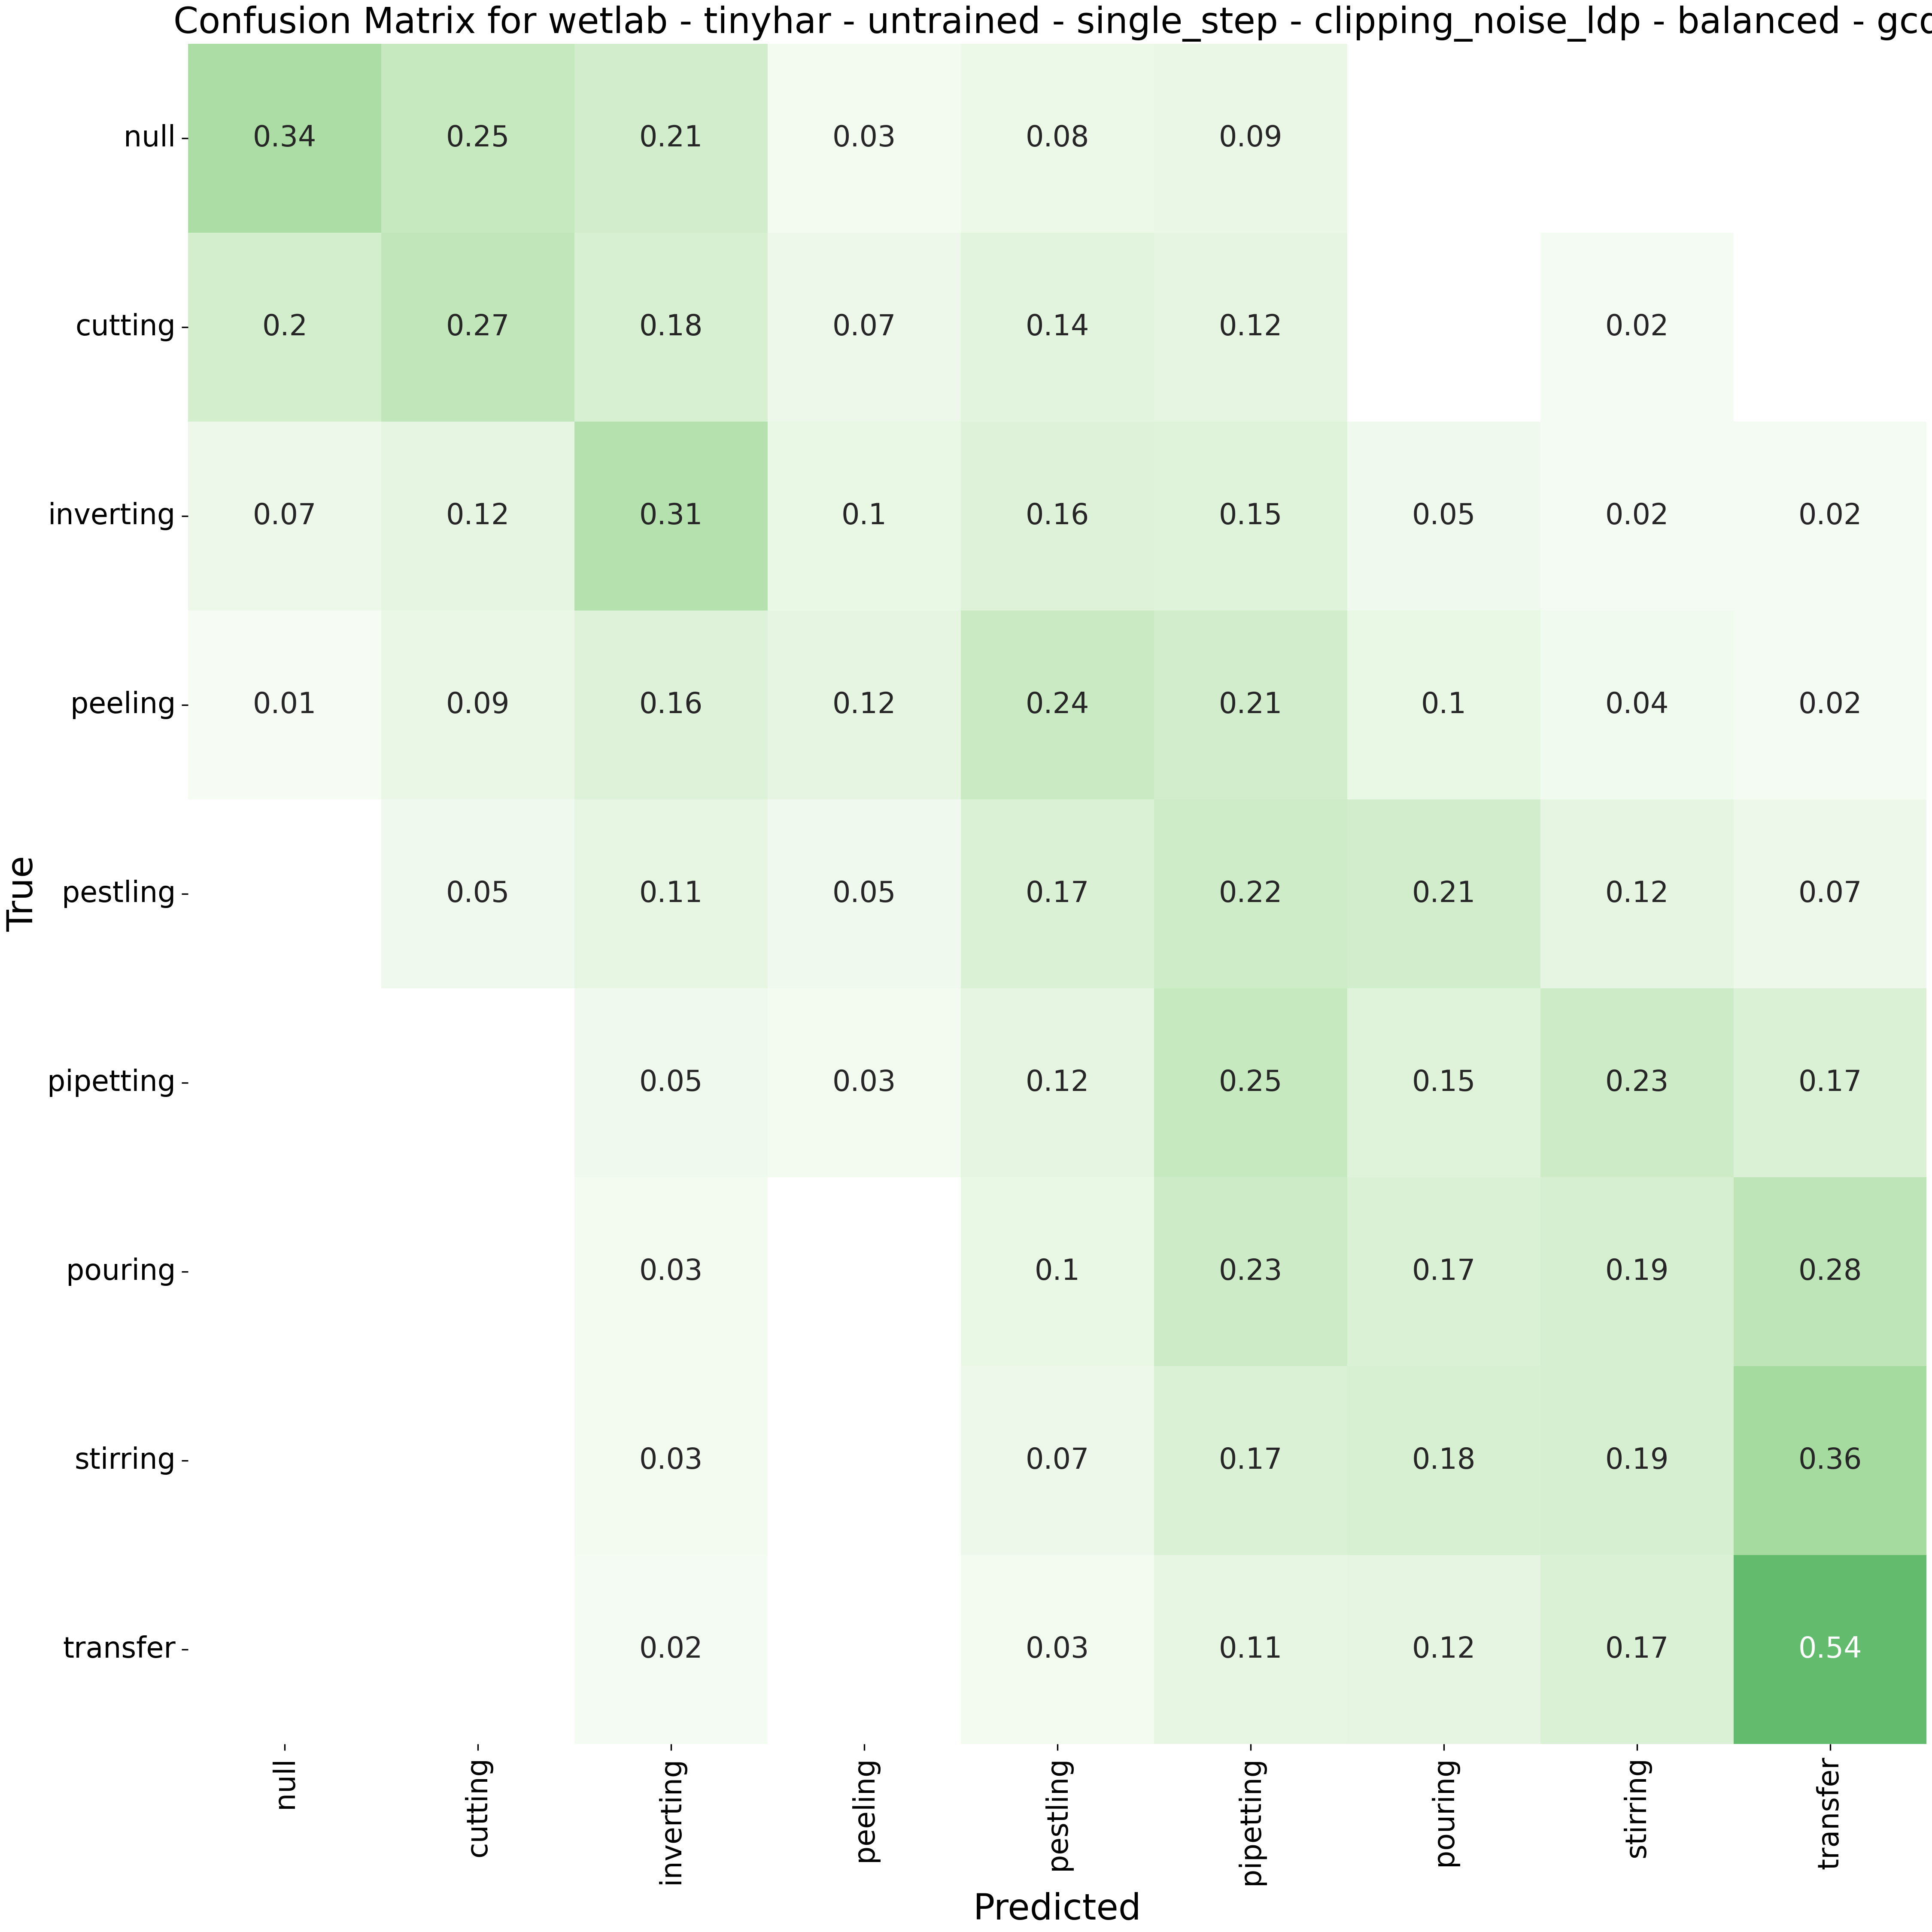 Confusion Matrix for wetlab - tinyhar - untrained - single_step - clipping_noise_ldp - balanced - gcd
null 0.34 0.25 0.21 0.03 0.08 0.09
cutting 0.2 0.27 0.18 0.07 0.14 0.12 0.02
inverting 0.07 0.12 0.31 0.1 0.16 0.15 0.05 0.02 0.02
peeling 0.01 0.09 0.16 0.12 0.24 0.21 0.1 0.04 0.02
pestling 0.05 0.11 0.05 0.17 0.22 0.21 0.12 0.07
pipetting 0.05 0.03 0.12 0.25 0.15 0.23 0.17
pouring 0.03 0.1 0.23 0.17 0.19 0.28
stirring 0.03 0.07 0.17 0.18 0.19 0.36
transfer 0.02 0.03 0.11 0.12 0.17 0.54
True
null cutting inverting peeling pestling pipetting pouring stirring transfer
Predicted